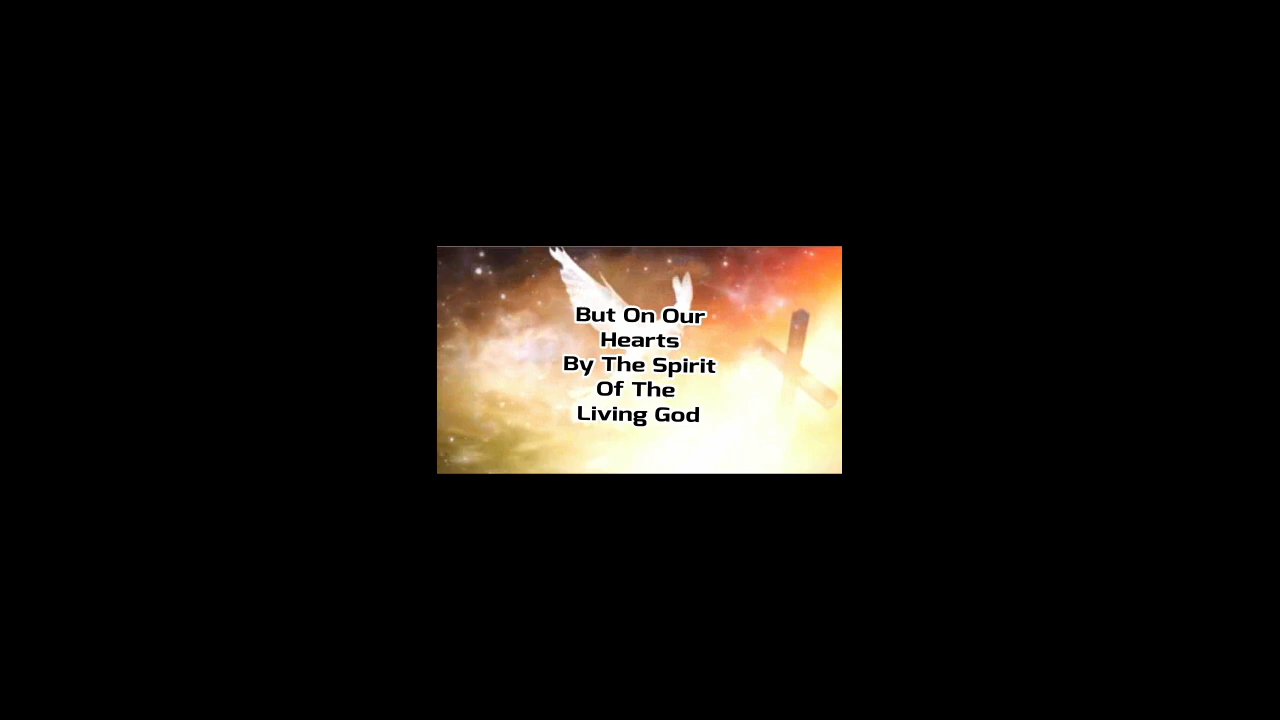 But On Our
Hearts
By The Spirit
Of The
Living God